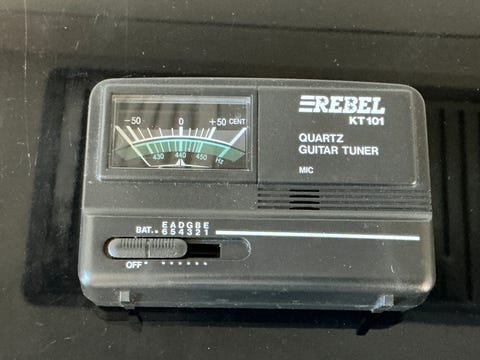 REBEL
KT101
QUARTZ
GUITAR TUNER
MIC
-50 0 +50 CENT
430 440 450 Hz
BAT. • E A D G B E
6 5 4 3 2 1
OFF •